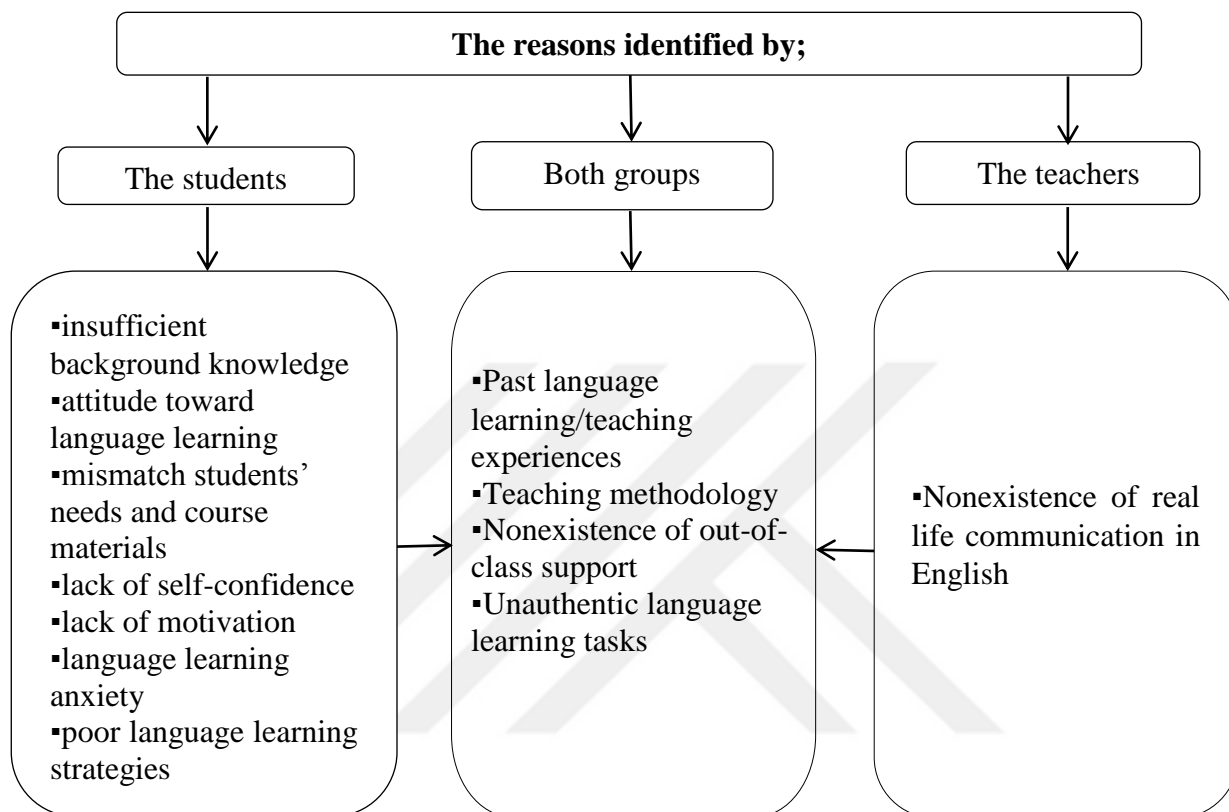 The reasons identified by;
The students
Both groups
The teachers
▪insufficient
background knowledge
▪attitude toward
language learning
▪mismatch students’
needs and course
materials
▪lack of self-confidence
▪lack of motivation
▪language learning
anxiety
▪poor language learning
strategies
▪Past language
learning/teaching
experiences
▪Teaching methodology
▪Nonexistence of out-of-
class support
▪Unauthentic language
learning tasks
▪Nonexistence of real
life communication in
English